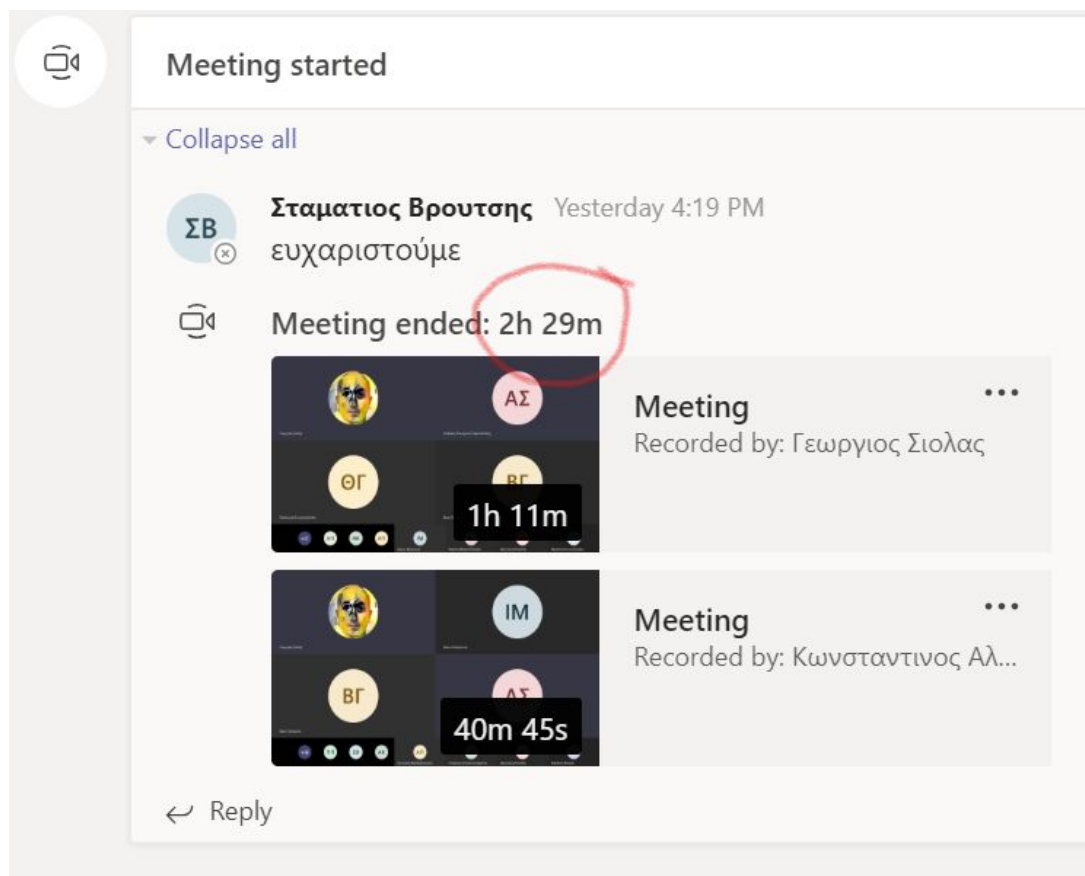 Meeting started
Collapse all
ΣΒ
Σταματιος Βρουτσης Yesterday 4:19 PM
ευχαριστούμε
Meeting ended: 2h 29m
ΑΣ
ΘΓ
ΒΓ
1h 11m
Meeting
Recorded by: Γεωργιος Σιολας
ΙΜ
ΒΓ
ΑΣ
40m 45s
Meeting
Recorded by: Κωνσταντινος Αλ...
Reply